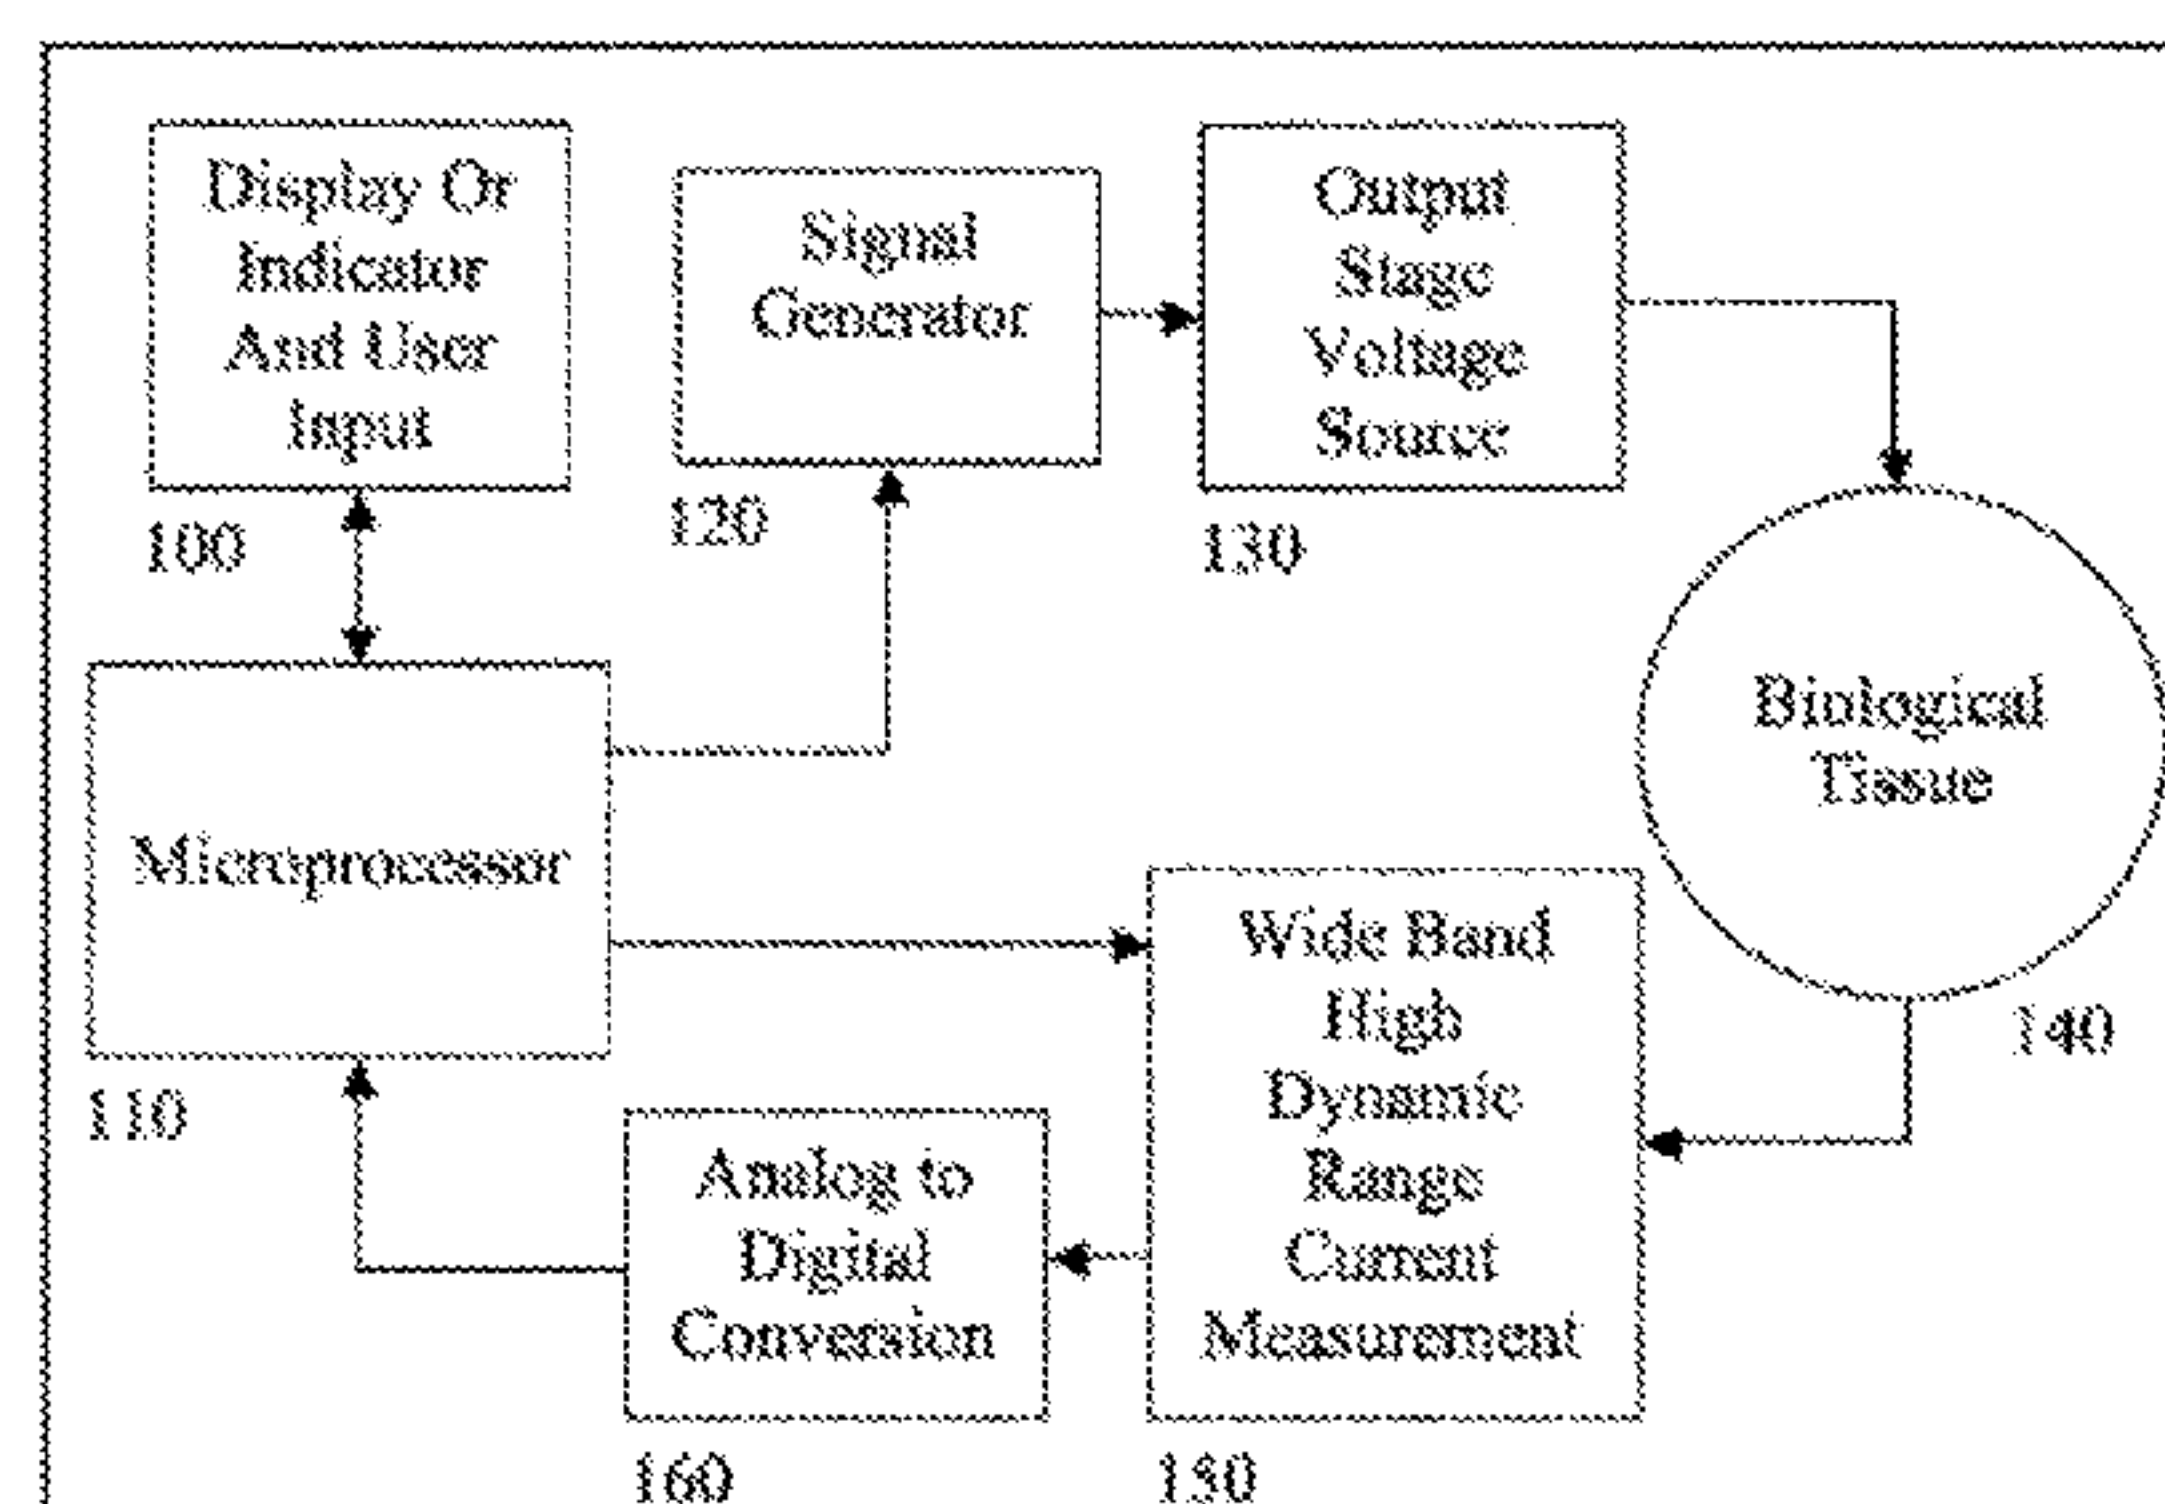 Display Or
Indicator
And User
Input
100
Signal
Generator
120
Output
Stage
Voltage
Source
130
Biological
Tissue
140
Microprocessor
110
Wide Band
High
Dynamic
Range
Current
Measurement
150
Analog to
Digital
Conversion
160